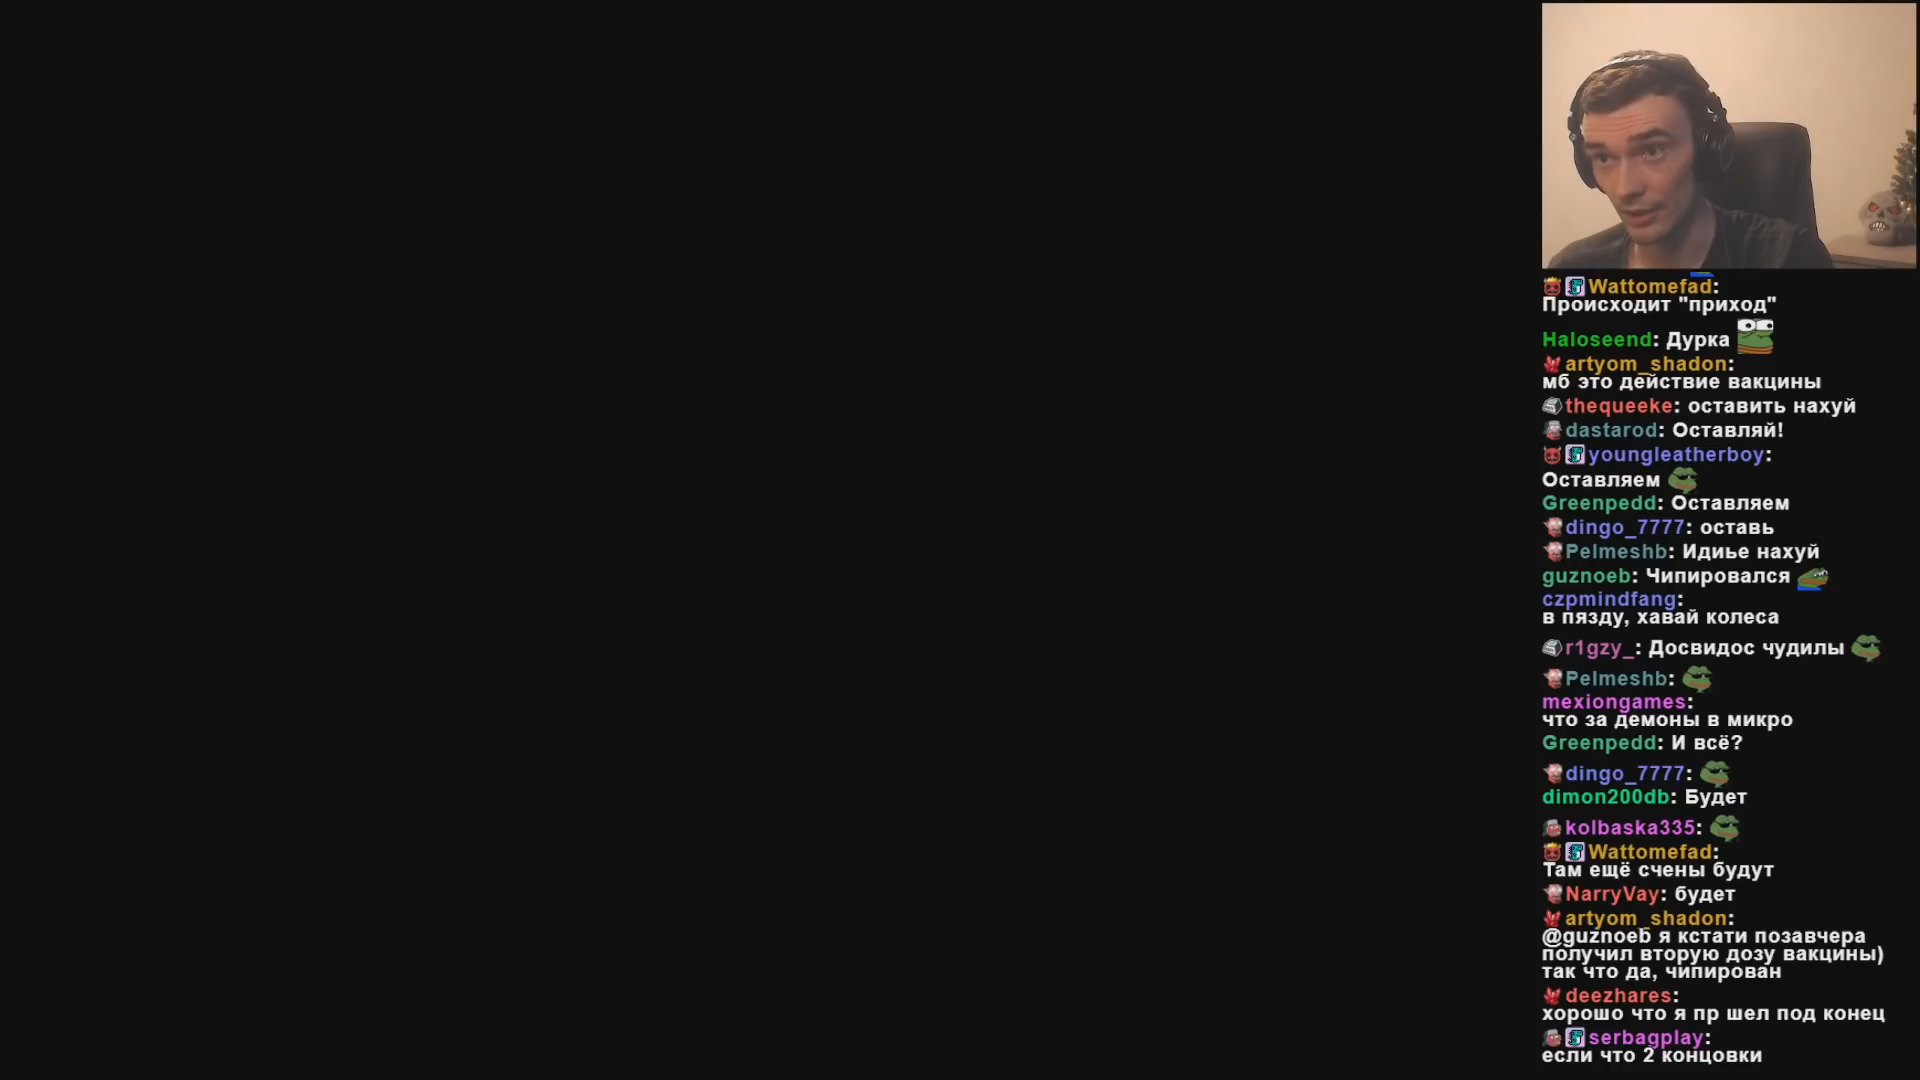 Wattomefad:
Происходит "приход"
Haloseend: Дурка
artyom_shadon:
мб это действие вакцины
thequeeke: оставить нахуй
dastarod: Оставляй!
youngleatherboy:
Оставляем
Greenpedd: Оставляем
dingo_7777: оставь
Pelmeshb: Идиье нахуй
guznoeb: Чипировался
czpmindfang:
в пязду, хавай колеса
r1gzy_: Досвидос чудилы
Pelmeshb:
mexiongames:
что за демоны в микро
Greenpedd: И всё?
dingo_7777:
dimon200db: Будет
kolbaska335:
Wattomefad:
Там ещё счены будут
NarryVay: будет
artyom_shadon:
@guznoeb я кстати позавчера
получил вторую дозу вакцины)
так что да, чипирован
deezhares:
хорошо что я пр шел под конец
serbagplay:
если что 2 концовки